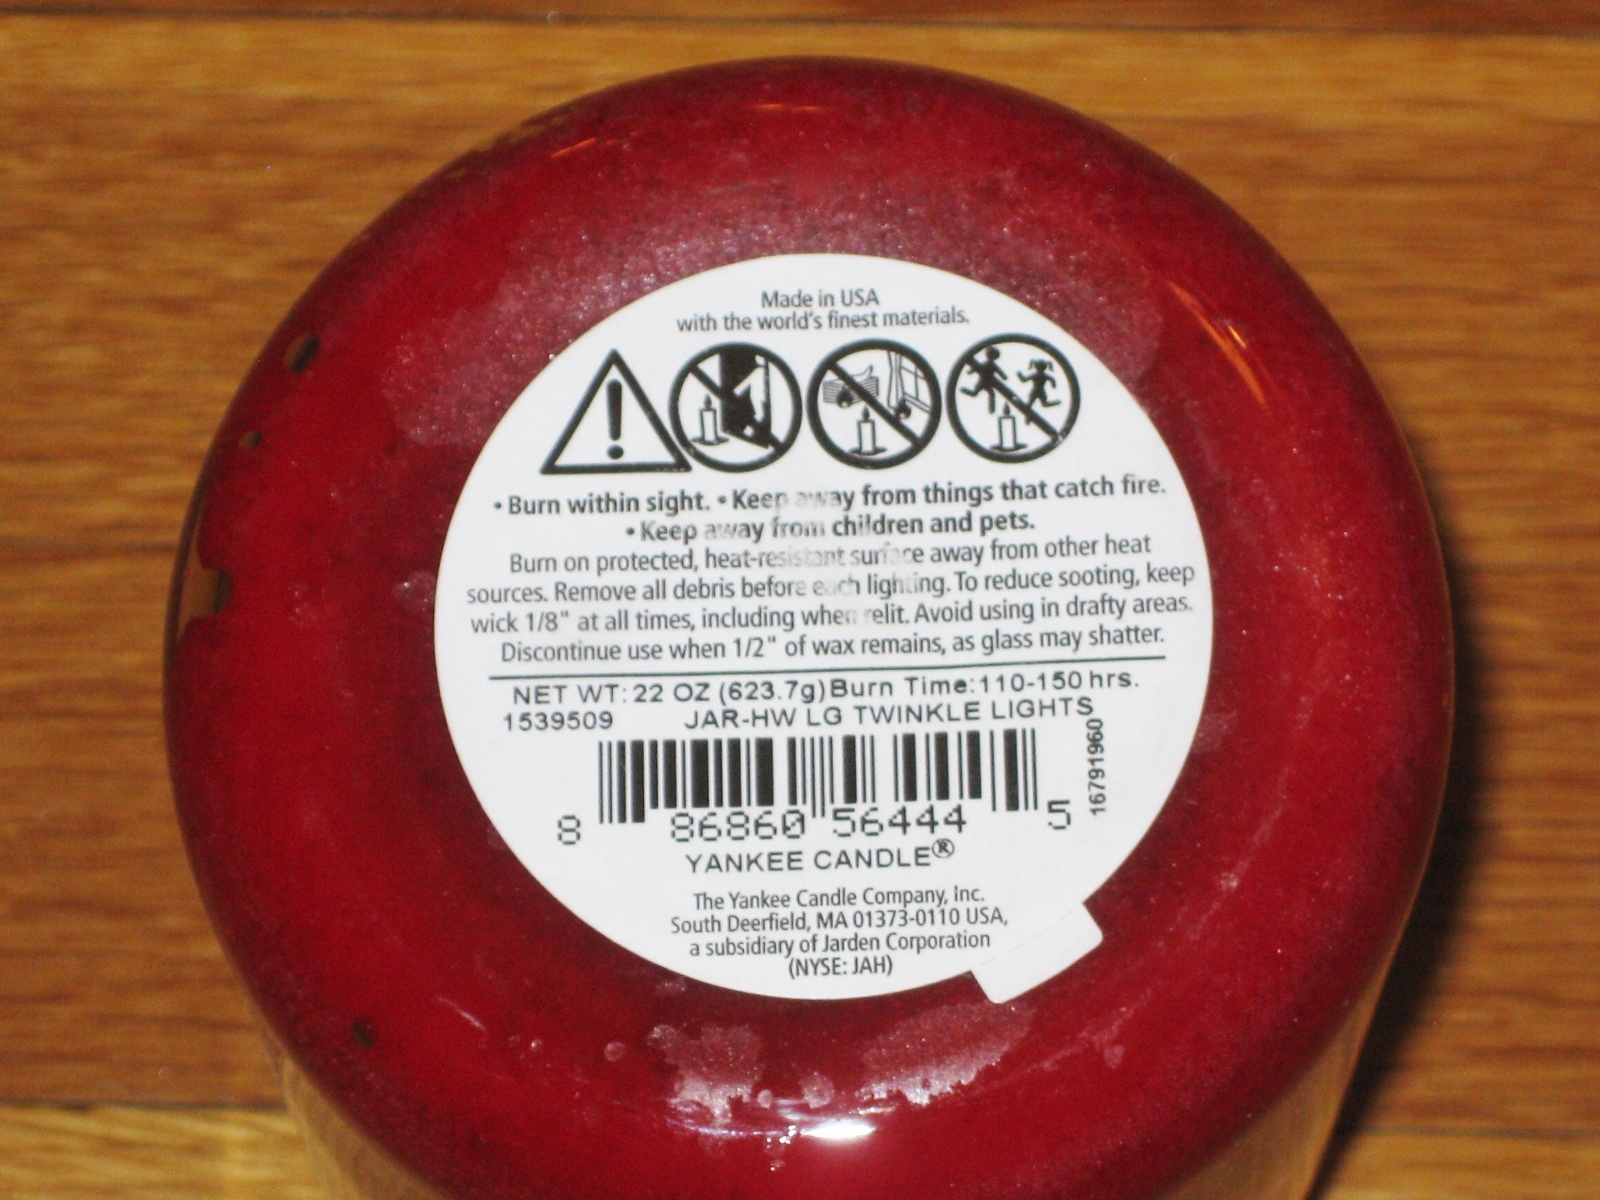 Made in USA
with the world's finest materials.
• Burn within sight. • Keep away from things that catch fire.
• Keep away from children and pets.
Burn on protected, heat-resistant surface away from other heat
sources. Remove all debris before each lighting. To reduce sooting, keep
wick 1/8" at all times, including when relit. Avoid using in drafty areas.
Discontinue use when 1/2" of wax remains, as glass may shatter.
NET WT: 22 OZ (623.7g) Burn Time: 110-150 hrs.
1539509 JAR-HW LG TWINKLE LIGHTS
16791960
8 86860 56444 5
YANKEE CANDLE®
The Yankee Candle Company, Inc.
South Deerfield, MA 01373-0110 USA,
a subsidiary of Jarden Corporation
(NYSE: JAH)